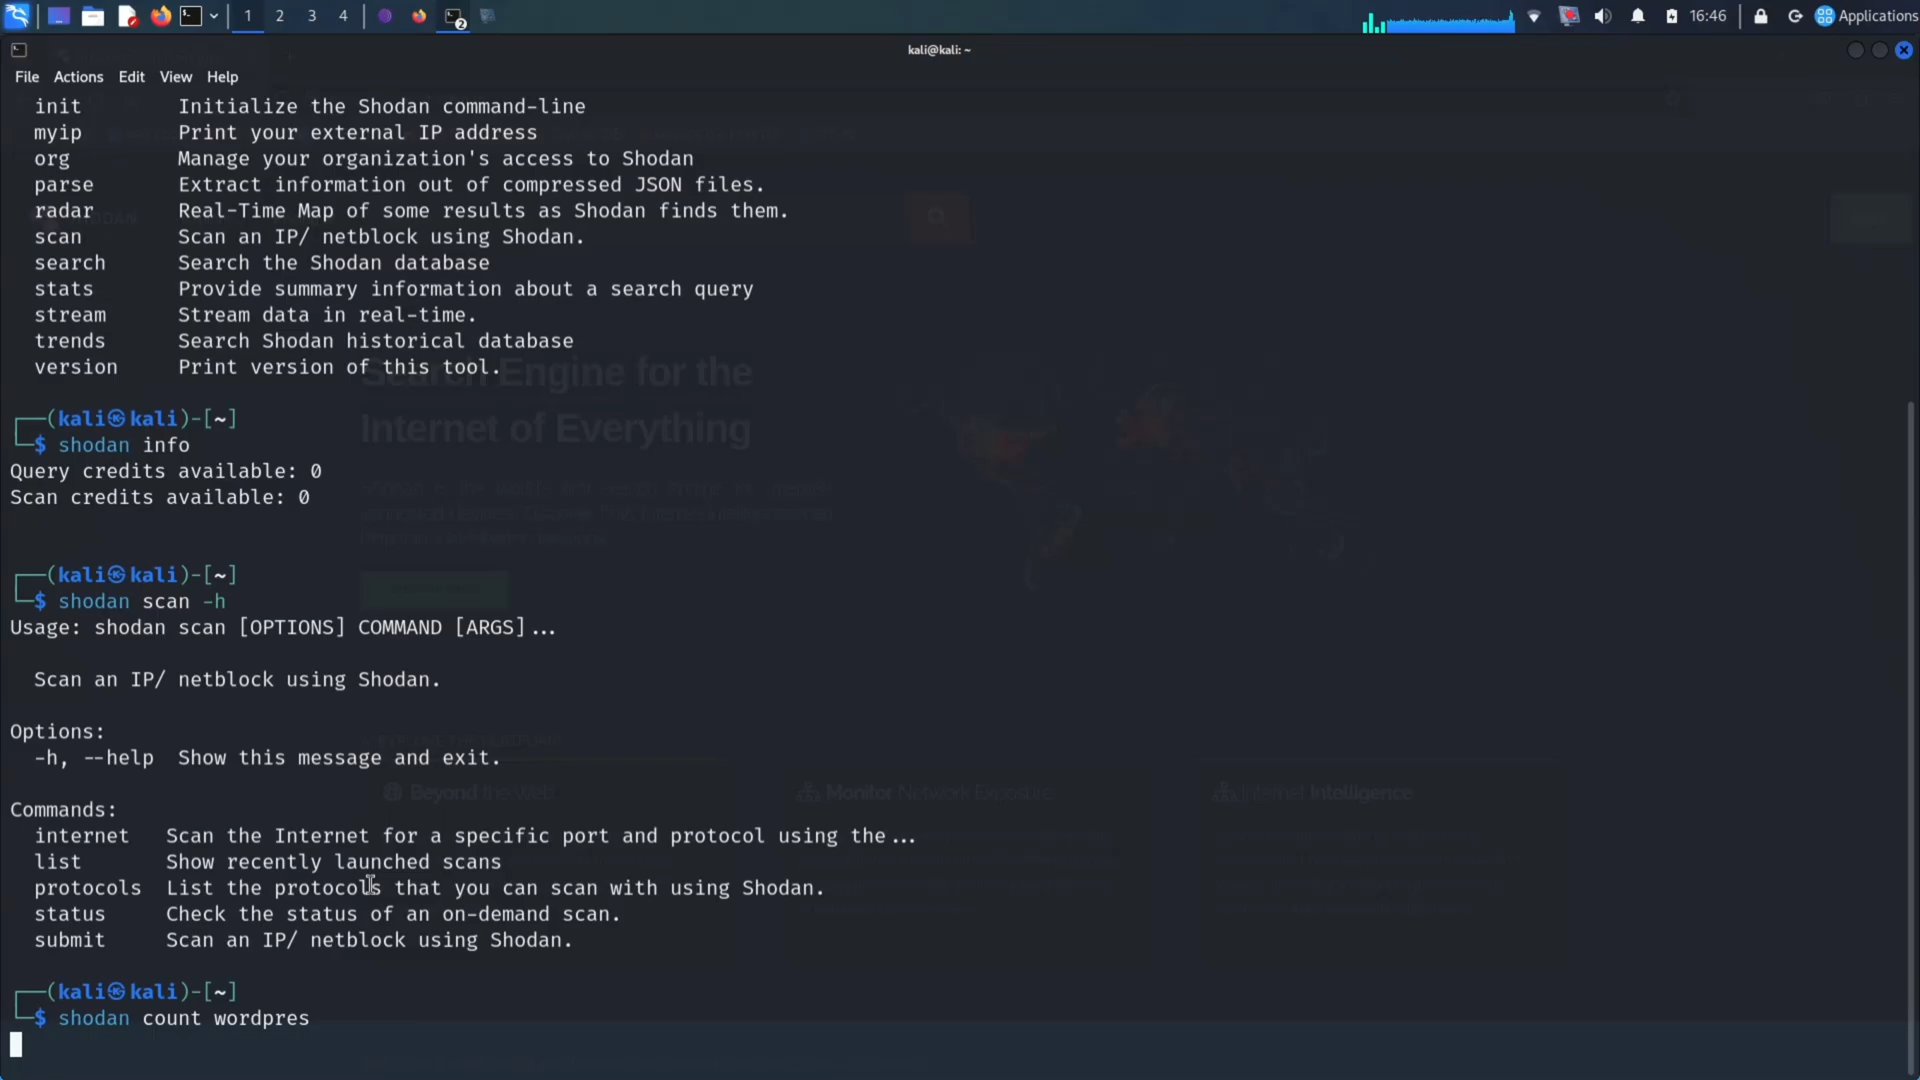 1 2 3 4 2 16:46 Applications
kali@kali: ~
File Actions Edit View Help
init Initialize the Shodan command-line
myip Print your external IP address
org Manage your organization's access to Shodan
parse Extract information out of compressed JSON files.
radar Real-Time Map of some results as Shodan finds them.
scan Scan an IP/ netblock using Shodan.
search Search the Shodan database
stats Provide summary information about a search query
stream Stream data in real-time.
trends Search Shodan historical database
version Print version of this tool.
Search Engine for the
Internet of Everything
┌──(kali㉿kali)-[~]
└─$ shodan info
Query credits available: 0
Scan credits available: 0
┌──(kali㉿kali)-[~]
└─$ shodan scan -h
Usage: shodan scan [OPTIONS] COMMAND [ARGS]...
Scan an IP/ netblock using Shodan.
Options:
-h, --help Show this message and exit.
Beyond the Web Monitor Network Exposure Internet Intelligence
Commands:
internet Scan the Internet for a specific port and protocol using the...
list Show recently launched scans
protocols List the protocols that you can scan with using Shodan.
status Check the status of an on-demand scan.
submit Scan an IP/ netblock using Shodan.
┌──(kali㉿kali)-[~]
└─$ shodan count wordpres